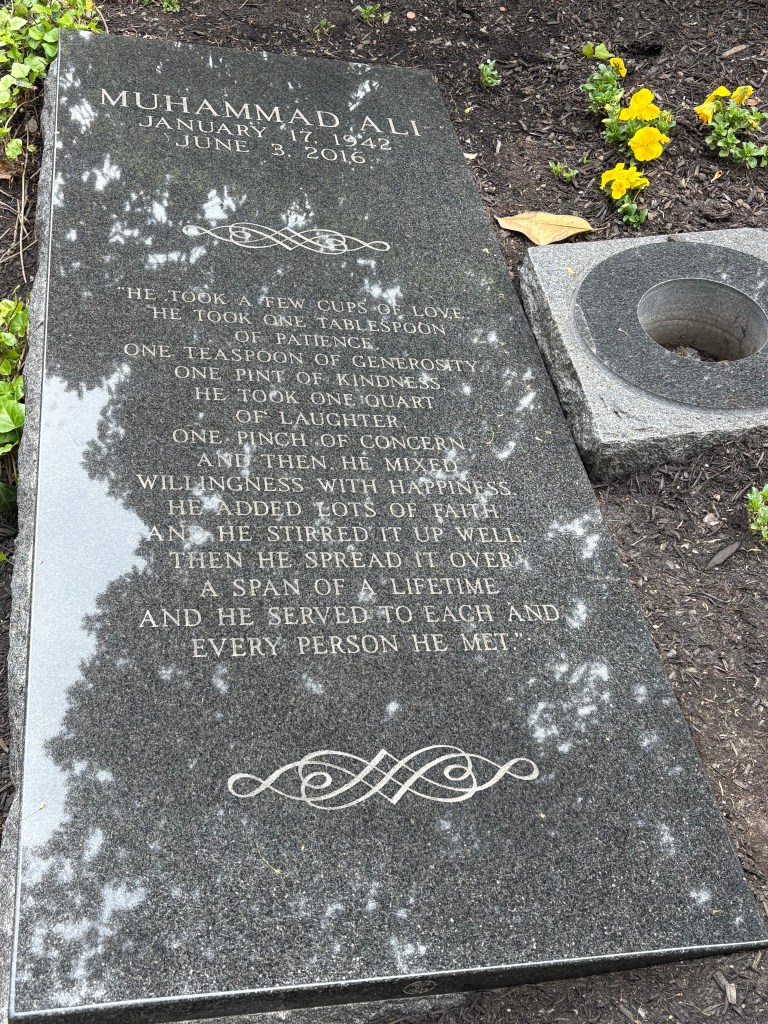 MUHAMMAD ALI
JANUARY 17, 1942
JUNE 3, 2016
"HE TOOK A FEW CUPS OF LOVE.
HE TOOK ONE TABLESPOON
OF PATIENCE,
ONE TEASPOON OF GENEROSITY,
ONE PINT OF KINDNESS.
HE TOOK ONE QUART
OF LAUGHTER,
ONE PINCH OF CONCERN.
AND THEN, HE MIXED
WILLINGNESS WITH HAPPINESS.
HE ADDED LOTS OF FAITH
AND HE STIRRED IT UP WELL.
THEN HE SPREAD IT OVER
A SPAN OF A LIFETIME
AND HE SERVED TO EACH AND
EVERY PERSON HE MET."